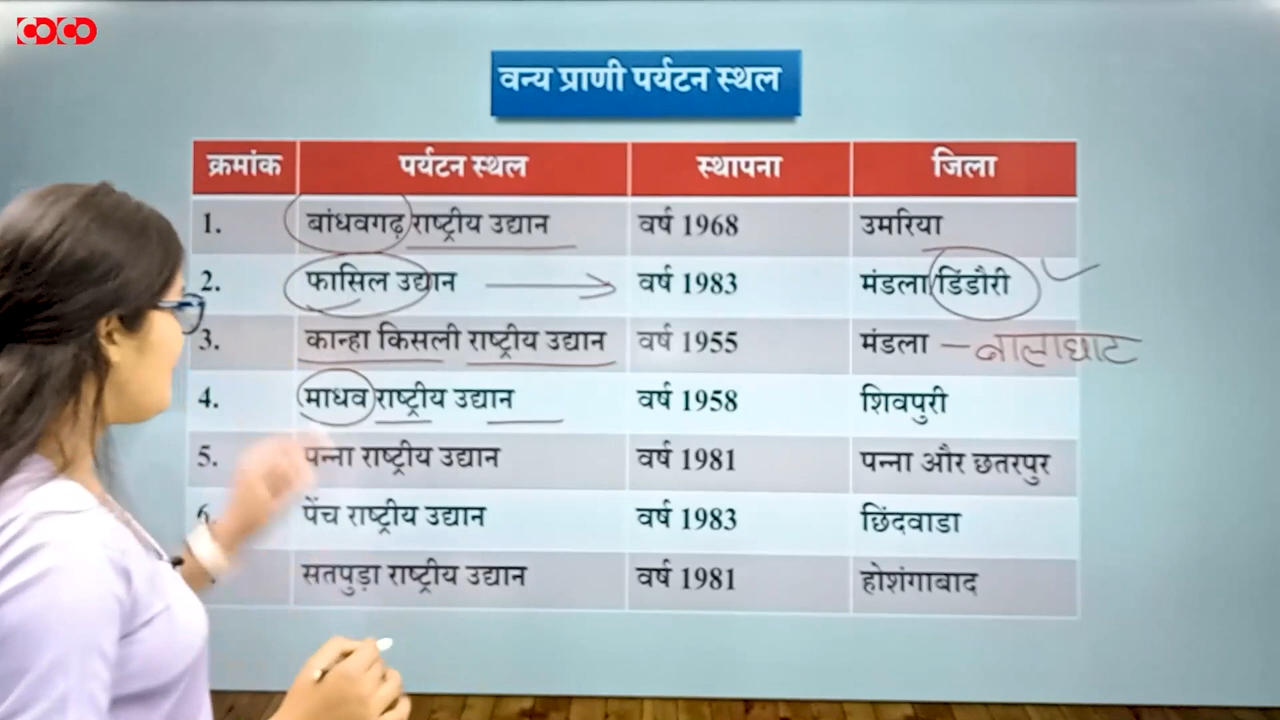 CDCD
वन्य प्राणी पर्यटन स्थल
क्रमांक पर्यटन स्थल स्थापना जिला
1. बांधवगढ़ राष्ट्रीय उद्यान वर्ष 1968 उमरिया
2. फासिल उद्यान वर्ष 1983 मंडला/डिंडौरी
3. कान्हा किसली राष्ट्रीय उद्यान वर्ष 1955 मंडला – बालाघाट
4. माधव राष्ट्रीय उद्यान वर्ष 1958 शिवपुरी
5. पन्ना राष्ट्रीय उद्यान वर्ष 1981 पन्ना और छतरपुर
6. पेंच राष्ट्रीय उद्यान वर्ष 1983 छिंदवाडा
सतपुड़ा राष्ट्रीय उद्यान वर्ष 1981 होशंगाबाद